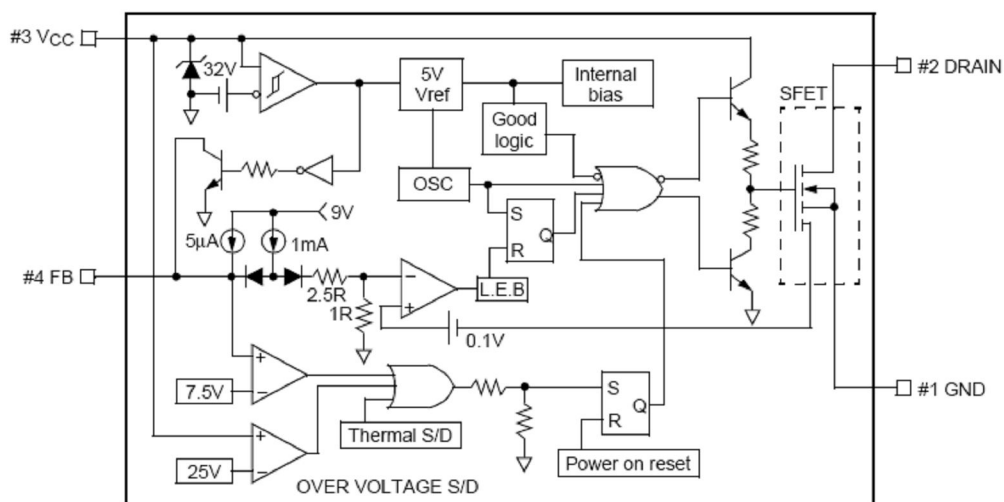 #3 VCC
32V
5V
Vref
Internal
bias
#2 DRAIN
SFET
Good
logic
OSC
9V
5μA
1mA
S
R
Q
#4 FB
2.5R
1R
−
+
L.E.B
0.1V
+
−
7.5V
S
R
Q
#1 GND
Thermal S/D
+
−
25V
Power on reset
OVER VOLTAGE S/D